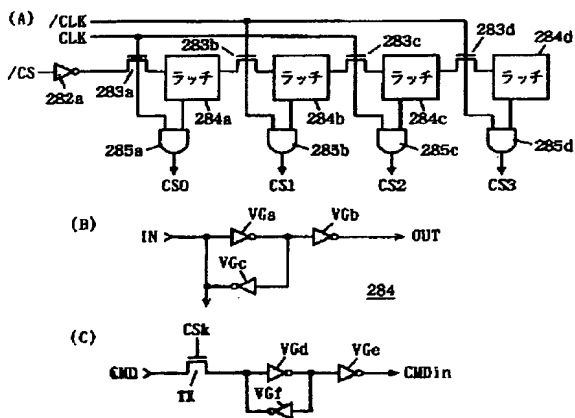 (A)
/CLK
CLK
283b
283c
283d
284d
/CS
282a
283a
ラッチ
ラッチ
ラッチ
ラッチ
284a
284b
284c
285a
285b
285c
285d
CS0
CS1
CS2
CS3
(B)
IN
VGa
VGb
OUT
VGc
284
(C)
CSk
CMD
TX
VGd
VGe
CMDin
VGf